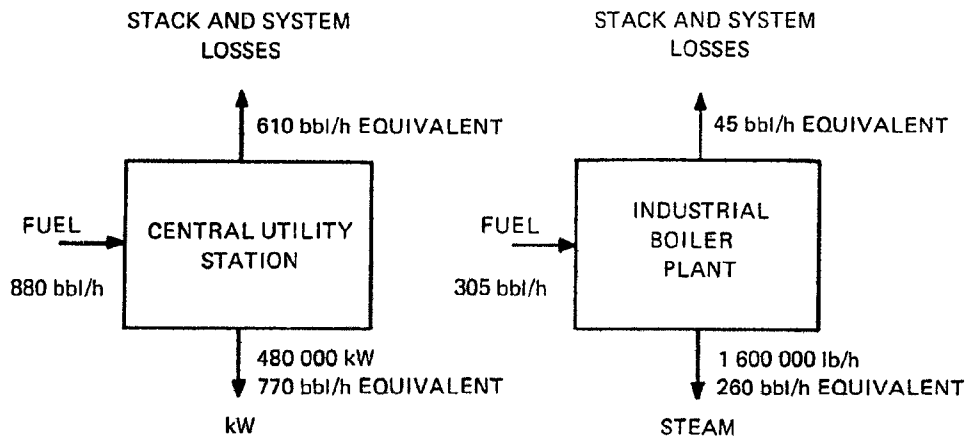 STACK AND SYSTEM
LOSSES
610 bbl/h EQUIVALENT
FUEL
880 bbl/h
CENTRAL UTILITY
STATION
480 000 kW
770 bbl/h EQUIVALENT
kW
STACK AND SYSTEM
LOSSES
45 bbl/h EQUIVALENT
FUEL
305 bbl/h
INDUSTRIAL
BOILER
PLANT
1 600 000 lb/h
260 bbl/h EQUIVALENT
STEAM